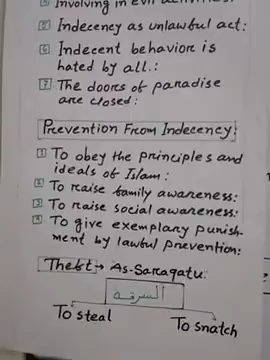 4 Involving in evil activities:
5 Indecency as unlawful act:
6 Indecent behavior is
hated by all.:
7 The doors of paradise
are closed:
Prevention From Indecency:
1 To obey the principles and
ideals of Islam:
2 To raise family awareness:
3 To raise social awareness:
4 To give exemplary punish-
ment by lawful prevention:
Theft → As-Saraqatu:
السرقة
To steal
To snatch